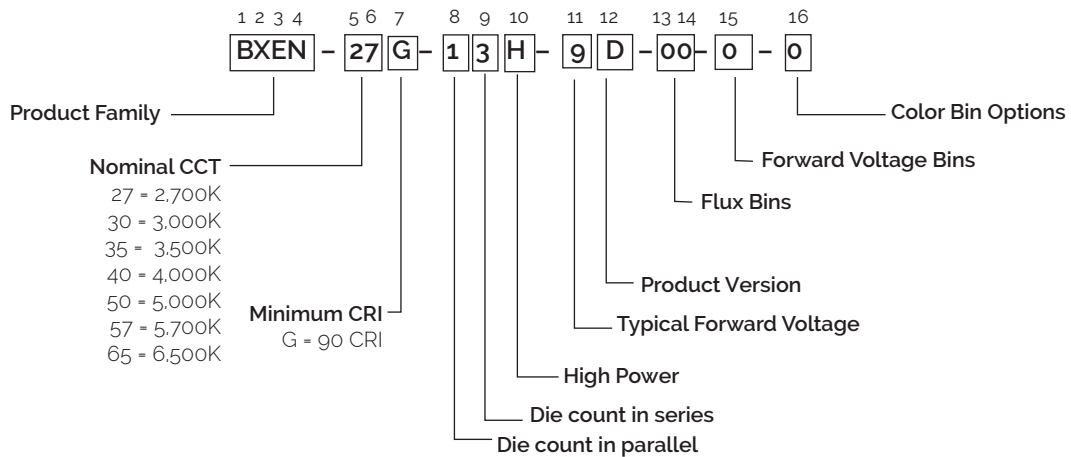 1 2 3 4 5 6 7 8 9 10 11 12 13 14 15 16
BXEN – 27 G – 1 3 H – 9 D – 00 – 0 – 0
Product Family
Color Bin Options
Nominal CCT
27 = 2,700K
30 = 3,000K
35 = 3,500K
40 = 4,000K
50 = 5,000K
57 = 5,700K
65 = 6,500K
Forward Voltage Bins
Flux Bins
Minimum CRI
G = 90 CRI
Product Version
Typical Forward Voltage
High Power
Die count in series
Die count in parallel